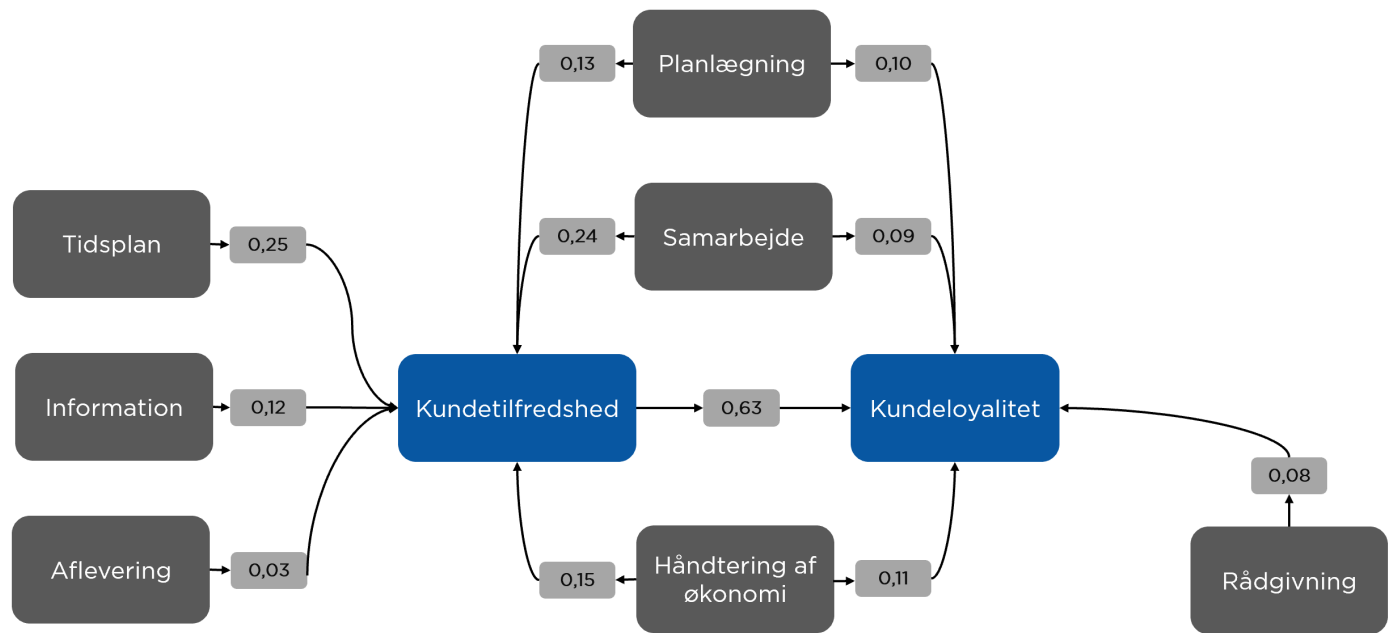 0,13
Planlægning
0,10
Tidsplan
0,25
0,24
Samarbejde
0,09
Information
0,12
Kundetilfredshed
0,63
Kundeloyalitet
0,08
Aflevering
0,03
0,15
Håndtering af
økonomi
0,11
Rådgivning